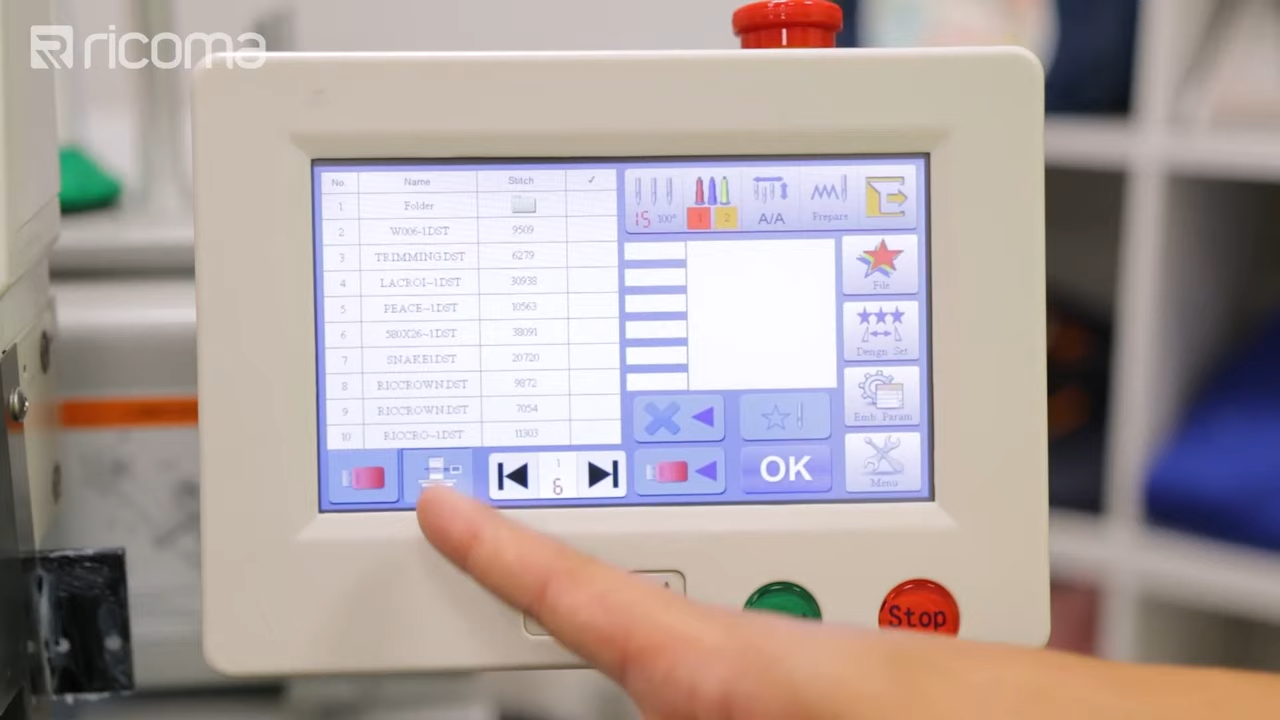 ricoma
No. Name Stitch ✓
1 Folder
2 W006-1.DST 9509
3 TRIMMING.DST 6279
4 LACROI~1.DST 30938
5 PEACE~1.DST 10563
6 580X26~1.DST 38091
7 SNAKE1.DST 20720
8 RICCROWN.DST 9872
9 RICCROWN.DST 7054
10 RICCRO~1.DST 11303
15 100° 1 2 A/A Prepare
File
Design Set
Emb Param
Menu
1
6
OK
Stop